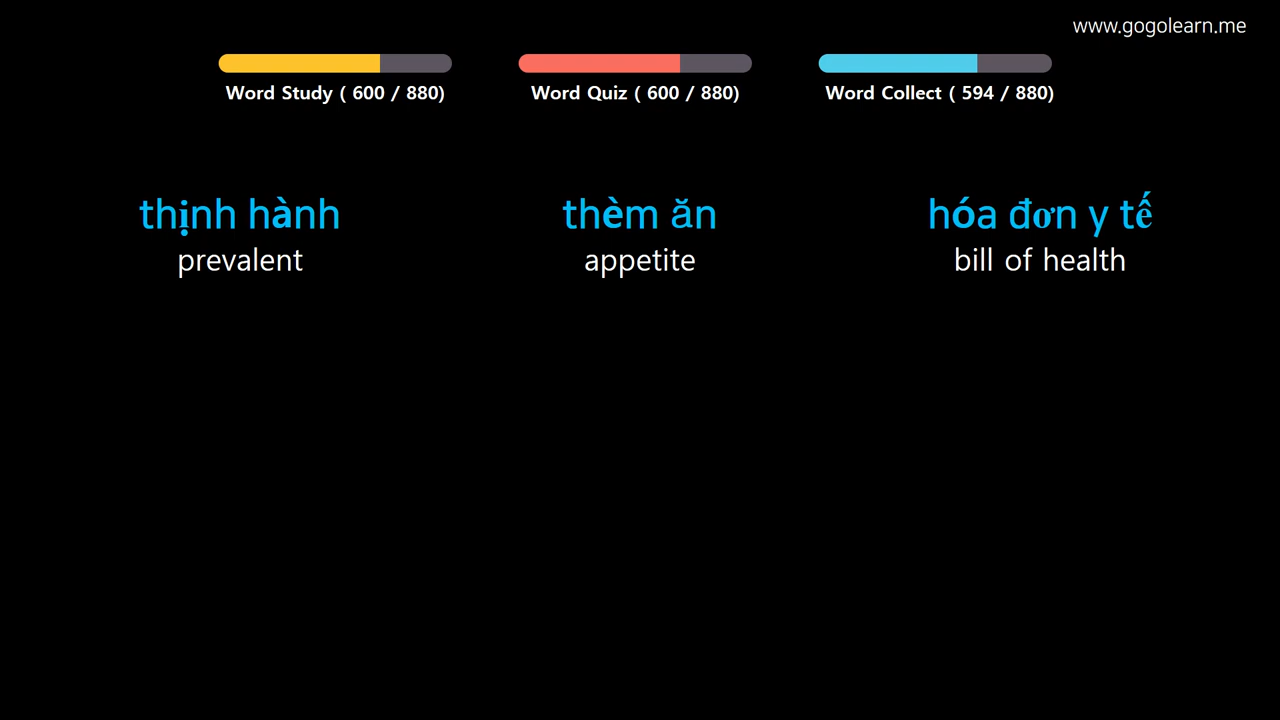 www.gogolearn.me
Word Study ( 600 / 880)
Word Quiz ( 600 / 880)
Word Collect ( 594 / 880)
thịnh hành
prevalent
thèm ăn
appetite
hóa đơn y tế
bill of health